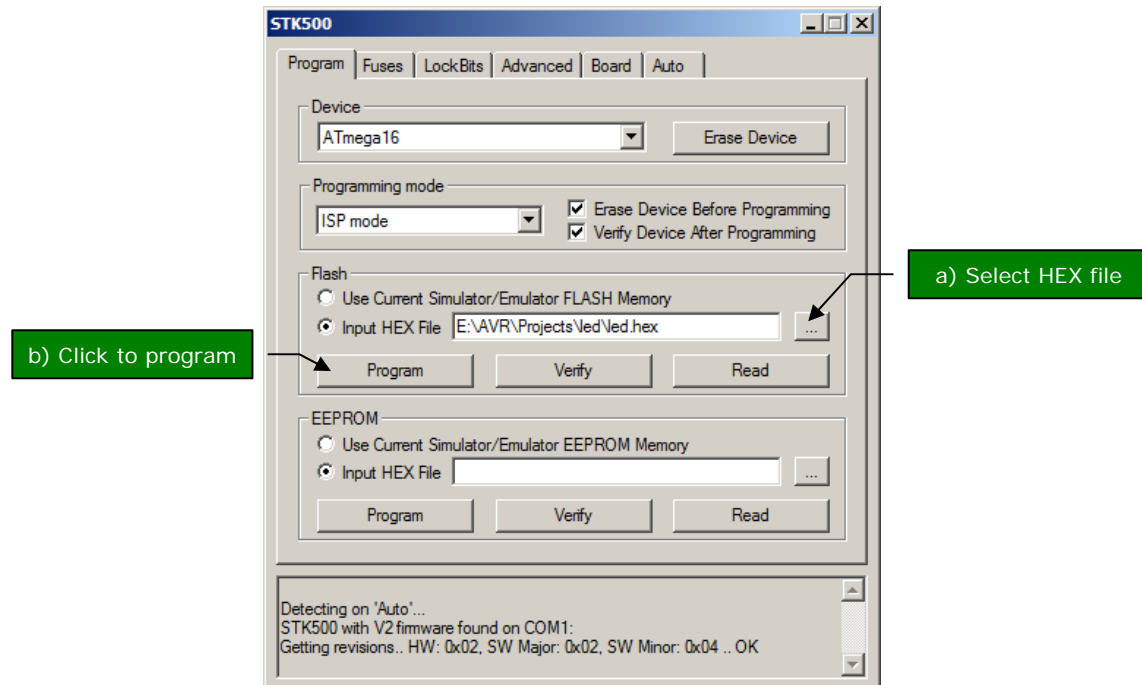 STK500
Program Fuses LockBits Advanced Board Auto
Device
ATmega16 Erase Device
Programming mode
ISP mode
Erase Device Before Programming
Verify Device After Programming
Flash
Use Current Simulator/Emulator FLASH Memory
a) Select HEX file
Input HEX File E:\AVR\Projects\led\led.hex ...
b) Click to program
Program Verify Read
EEPROM
Use Current Simulator/Emulator EEPROM Memory
Input HEX File ...
Program Verify Read
Detecting on 'Auto'...
STK500 with V2 firmware found on COM1:
Getting revisions.. HW: 0x02, SW Major: 0x02, SW Minor: 0x04 .. OK